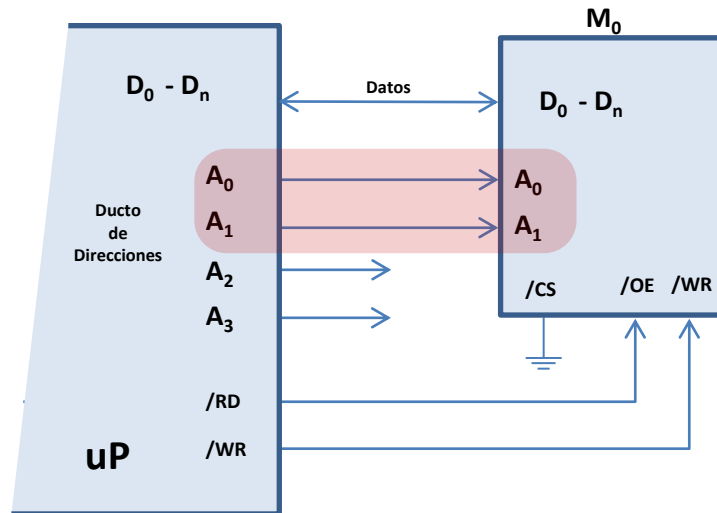 M₀
D₀ - Dₙ
Datos
D₀ - Dₙ
A₀
A₀
Ducto
de
Direcciones
A₁
A₁
A₂
/CS
/OE
/WR
A₃
/RD
uP
/WR